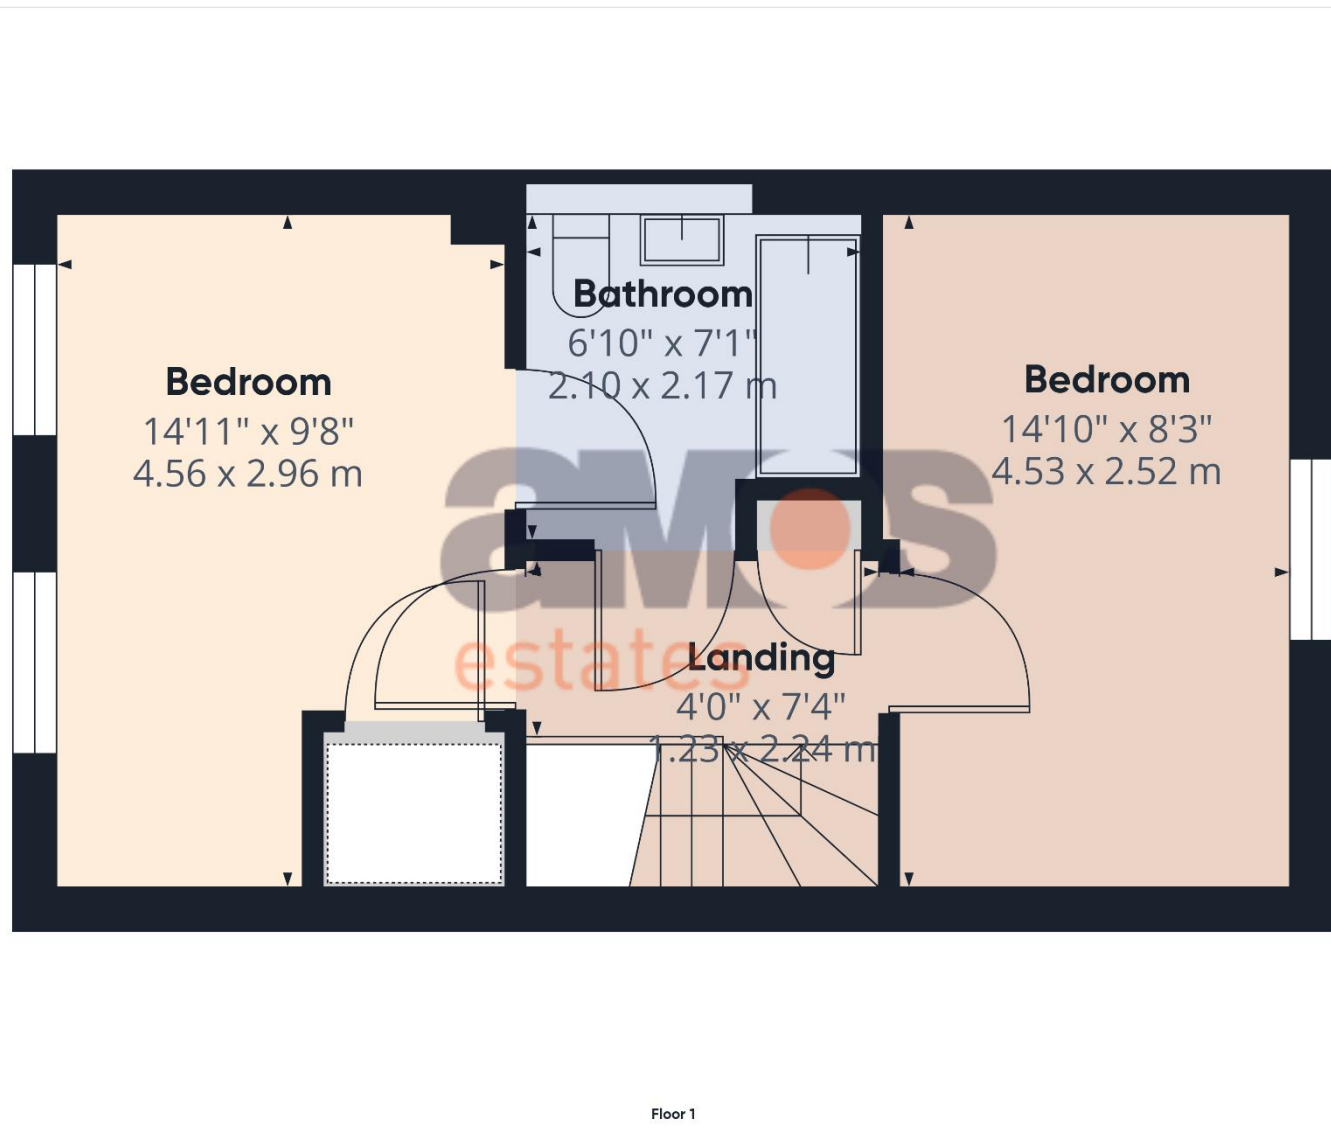 Bedroom
14'11" x 9'8"
4.56 x 2.96 m
Bathroom
6'10" x 7'1"
2.10 x 2.17 m
Bedroom
14'10" x 8'3"
4.53 x 2.52 m
amos
estates
Landing
4'0" x 7'4"
1.23 x 2.24 m
Floor 1